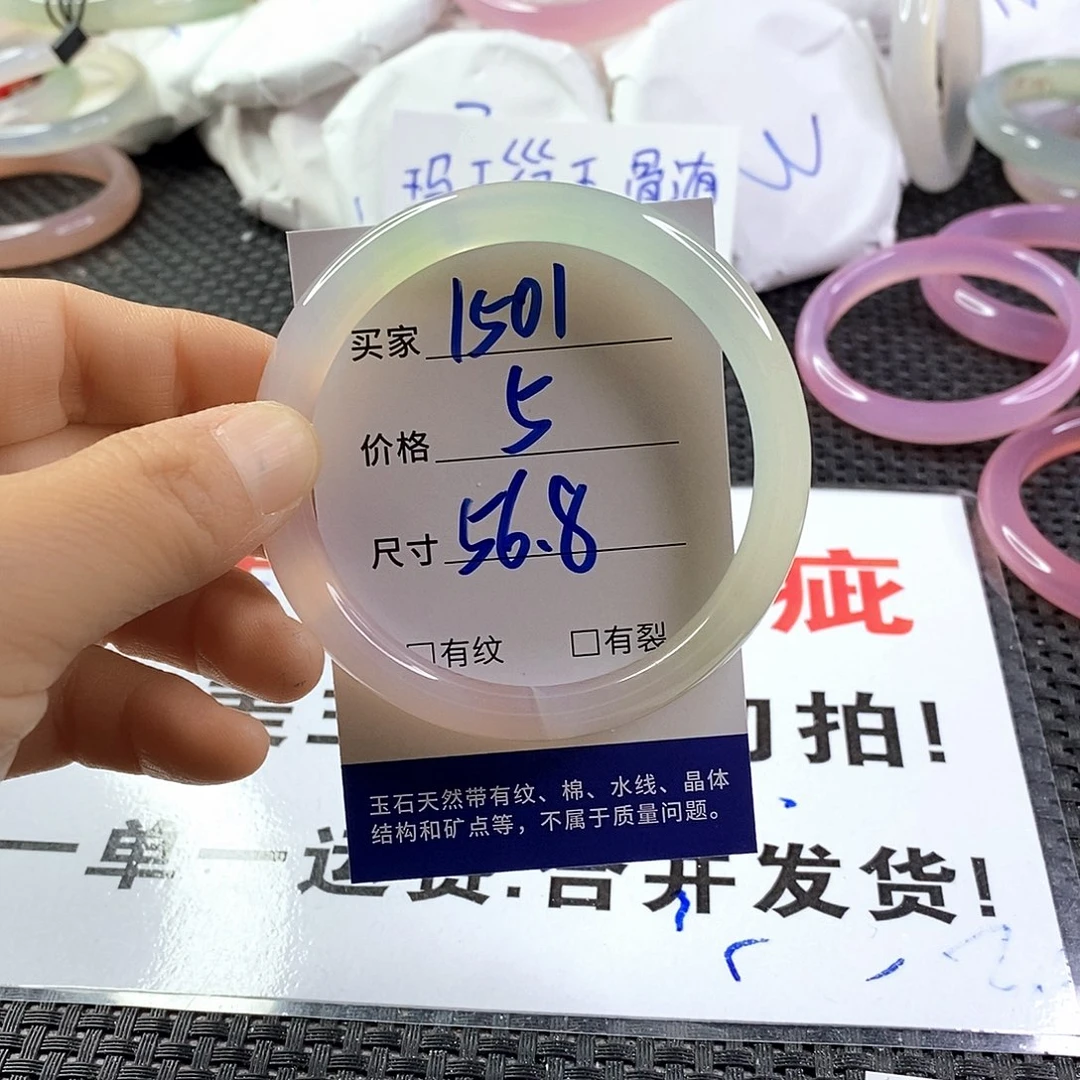 买家 1501
价格 5
尺寸 56.8
□有纹 □有裂
玉石天然带有纹、棉、水线、晶体
结构和矿点等，不属于质量问题。
疵
勿拍!
一单一运费.合并发货!